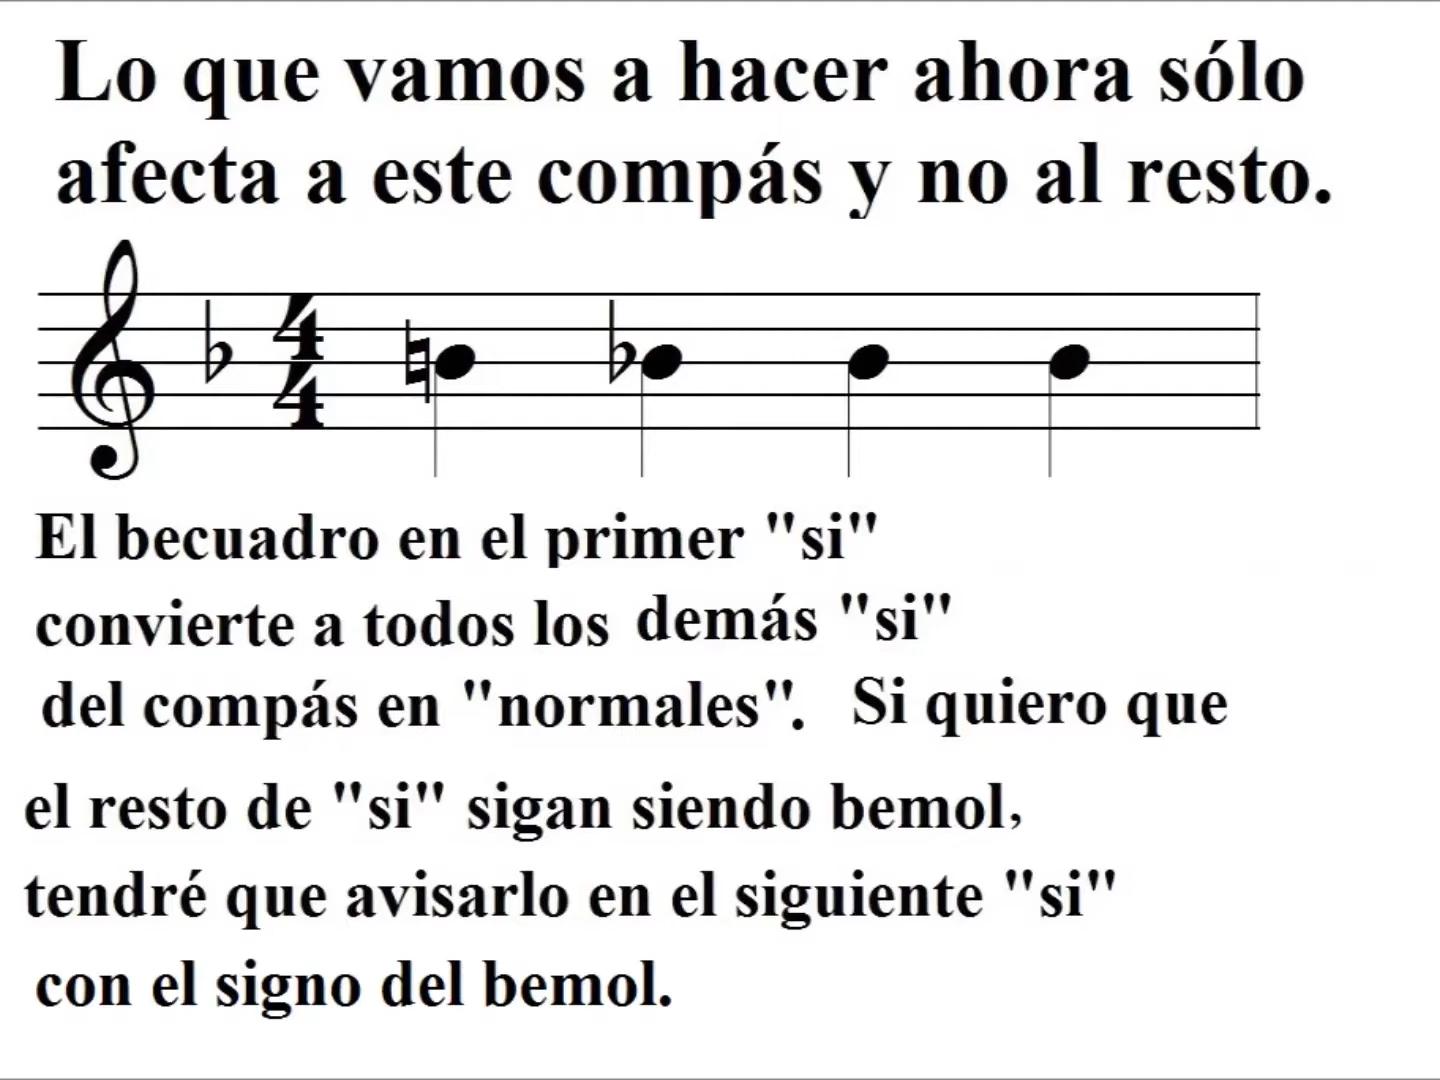 Lo que vamos a hacer ahora sólo
afecta a este compás y no al resto.
4
4
El becuadro en el primer "si"
convierte a todos los demás "si"
del compás en "normales". Si quiero que
el resto de "si" sigan siendo bemol,
tendré que avisarlo en el siguiente "si"
con el signo del bemol.